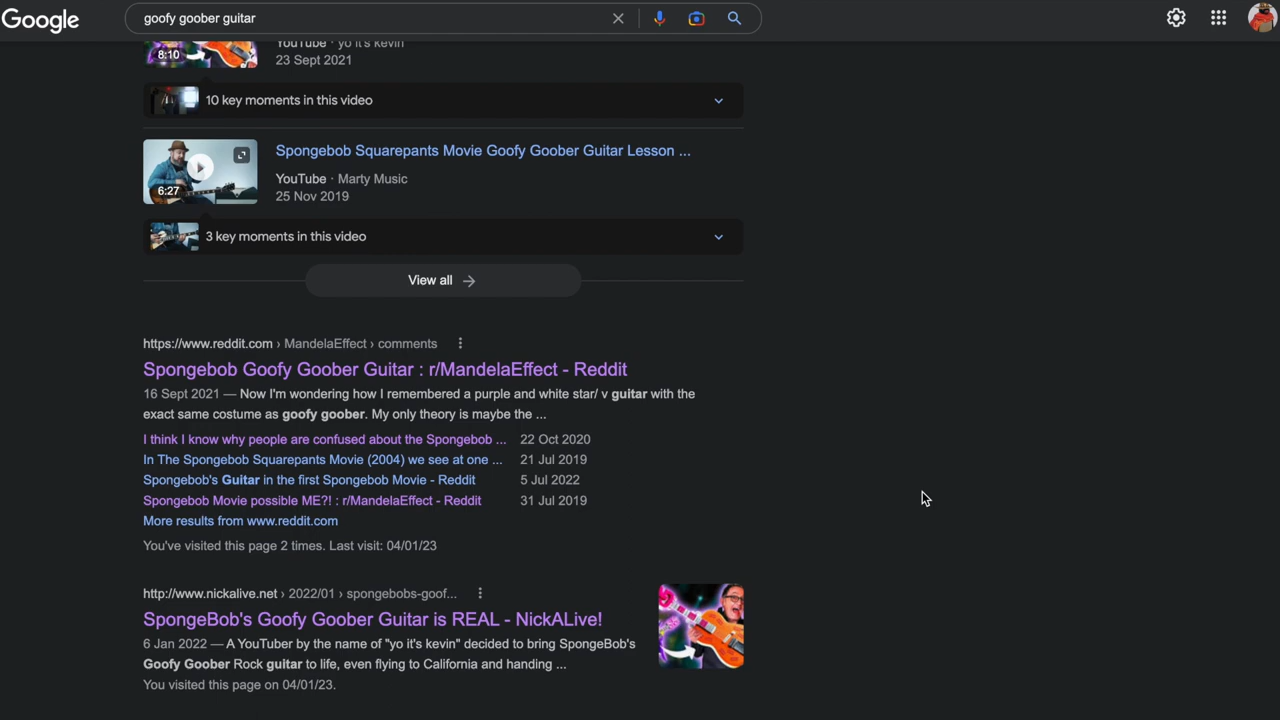 Google
goofy goober guitar
8:10
YouTube · yo it's kevin
23 Sept 2021
10 key moments in this video
Spongebob Squarepants Movie Goofy Goober Guitar Lesson ...
6:27
YouTube · Marty Music
25 Nov 2019
3 key moments in this video
View all
https://www.reddit.com › MandelaEffect › comments
Spongebob Goofy Goober Guitar : r/MandelaEffect - Reddit
16 Sept 2021 — Now I'm wondering how I remembered a purple and white star/ v guitar with the
exact same costume as goofy goober. My only theory is maybe the ...
I think I know why people are confused about the Spongebob ... 22 Oct 2020
In The Spongebob Squarepants Movie (2004) we see at one ... 21 Jul 2019
Spongebob's Guitar in the first Spongebob Movie - Reddit 5 Jul 2022
Spongebob Movie possible ME?! : r/MandelaEffect - Reddit 31 Jul 2019
More results from www.reddit.com
You've visited this page 2 times. Last visit: 04/01/23
http://www.nickalive.net › 2022/01 › spongebobs-goof...
SpongeBob's Goofy Goober Guitar is REAL - NickALive!
6 Jan 2022 — A YouTuber by the name of "yo it's kevin" decided to bring SpongeBob's
Goofy Goober Rock guitar to life, even flying to California and handing ...
You visited this page on 04/01/23.